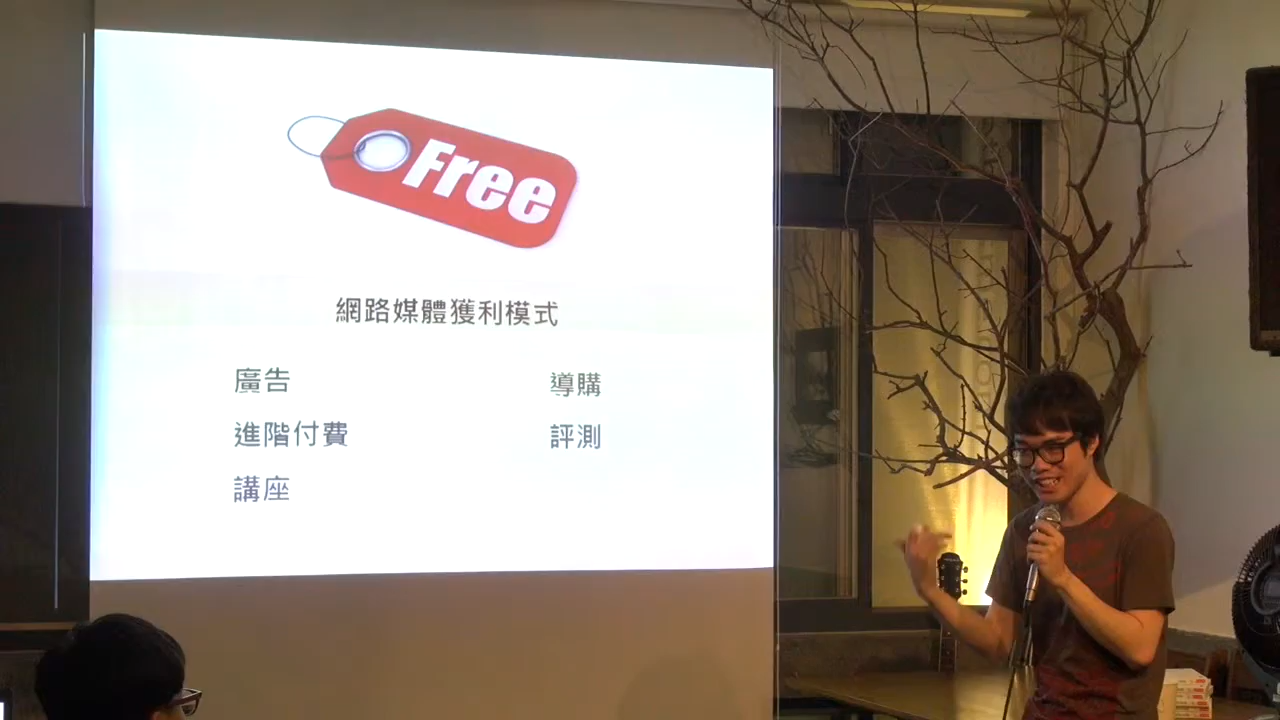 Free
網路媒體獲利模式
廣告
導購
進階付費
評測
講座